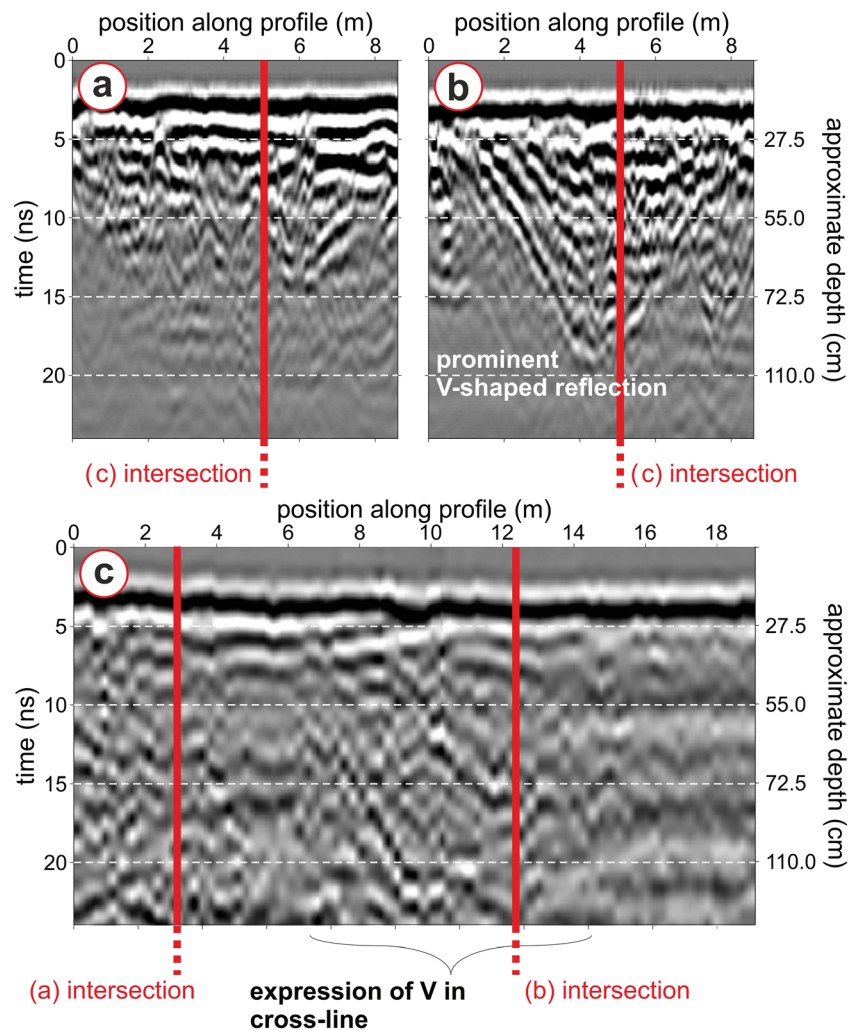 position along profile (m)
position along profile (m)
0 2 4 6 8
0 2 4 6 8
a
b
0
5
10
15
20
time (ns)
27.5
55.0
72.5
110.0
approximate depth (cm)
prominent
V-shaped reflection
(c) intersection
(c) intersection
position along profile (m)
0 2 4 6 8 10 12 14 16 18
c
0
5
10
15
20
time (ns)
27.5
55.0
72.5
110.0
approximate depth (cm)
(a) intersection
expression of V in
cross-line
(b) intersection